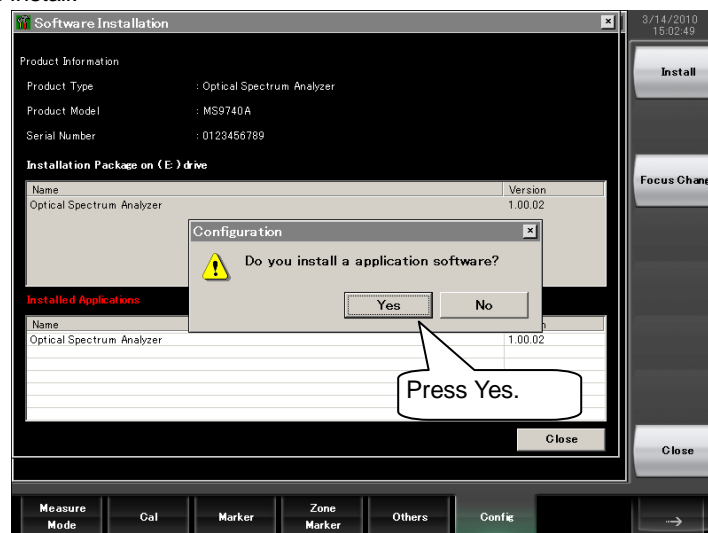 Software Installation
3/14/2010
15:02:49
Product Information
Product Type : Optical Spectrum Analyzer
Product Model : MS9740A
Serial Number : 0123456789
Installation Package on (E:) drive
Name Version
Optical Spectrum Analyzer 1.00.02
Configuration
Do you install a application software?
Yes No
Installed Applications
Name
Optical Spectrum Analyzer 1.00.02
Press Yes.
Close
Install
Focus Chang
Close
Measure
Mode
Cal
Marker
Zone
Marker
Others
Config